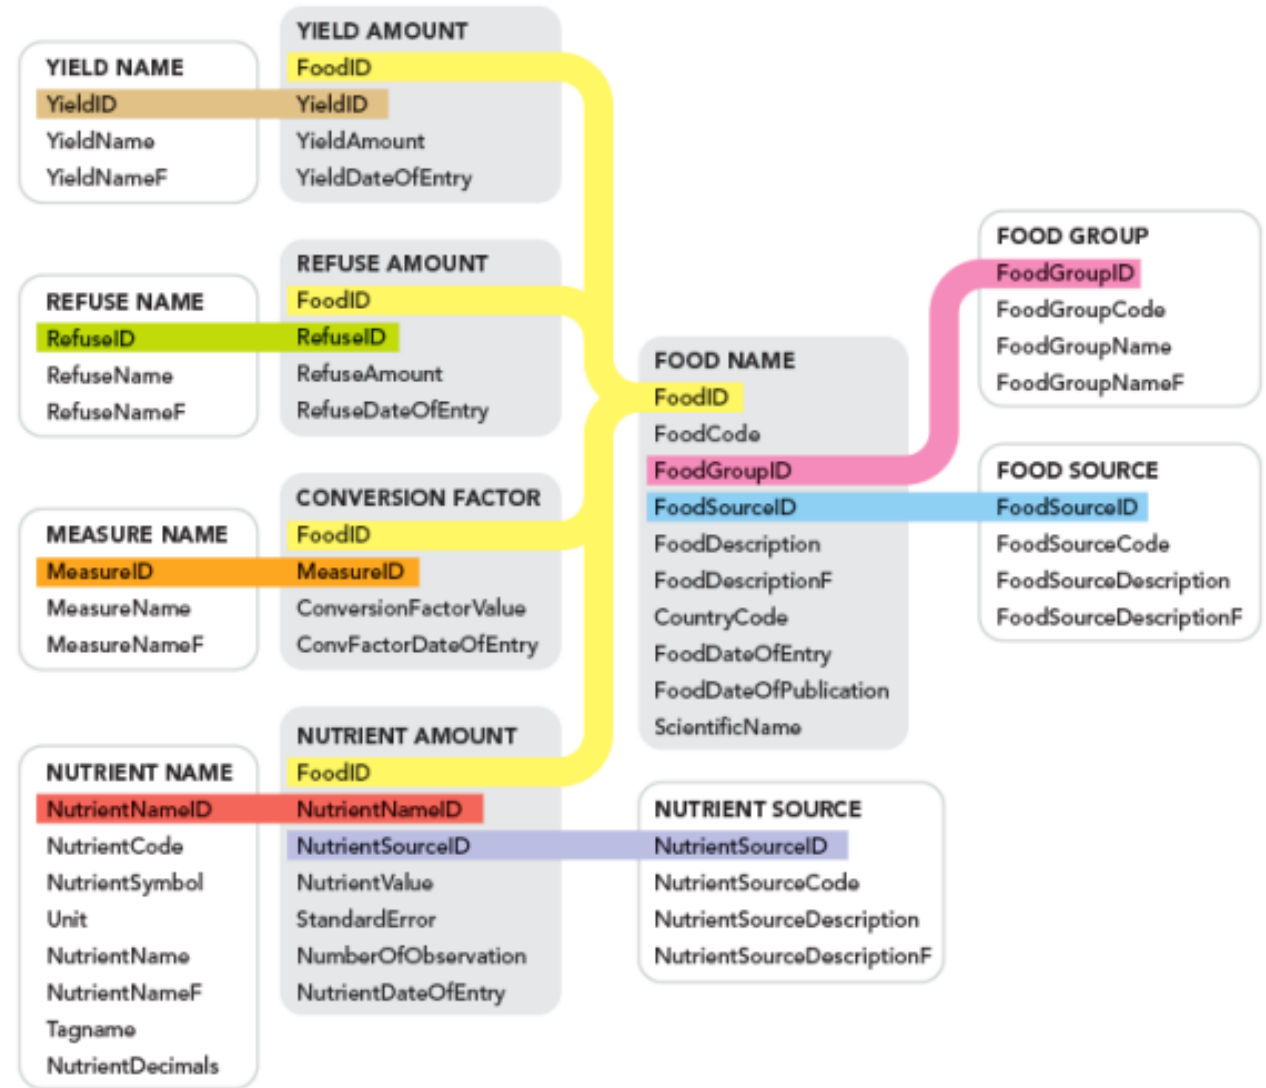 YIELD NAME
YieldID
YieldName
YieldNameF
YIELD AMOUNT
FoodID
YieldID
YieldAmount
YieldDateOfEntry
REFUSE NAME
RefuseID
RefuseName
RefuseNameF
REFUSE AMOUNT
FoodID
RefuseID
RefuseAmount
RefuseDateOfEntry
MEASURE NAME
MeasureID
MeasureName
MeasureNameF
CONVERSION FACTOR
FoodID
MeasureID
ConversionFactorValue
ConvFactorDateOfEntry
NUTRIENT NAME
NutrientNameID
NutrientCode
NutrientSymbol
Unit
NutrientName
NutrientNameF
Tagname
NutrientDecimals
NUTRIENT AMOUNT
FoodID
NutrientNameID
NutrientSourceID
NutrientValue
StandardError
NumberOfObservation
NutrientDateOfEntry
FOOD NAME
FoodID
FoodCode
FoodGroupID
FoodSourceID
FoodDescription
FoodDescriptionF
CountryCode
FoodDateOfEntry
FoodDateOfPublication
ScientificName
NUTRIENT SOURCE
NutrientSourceID
NutrientSourceCode
NutrientSourceDescription
NutrientSourceDescriptionF
FOOD GROUP
FoodGroupID
FoodGroupCode
FoodGroupName
FoodGroupNameF
FOOD SOURCE
FoodSourceID
FoodSourceCode
FoodSourceDescription
FoodSourceDescriptionF